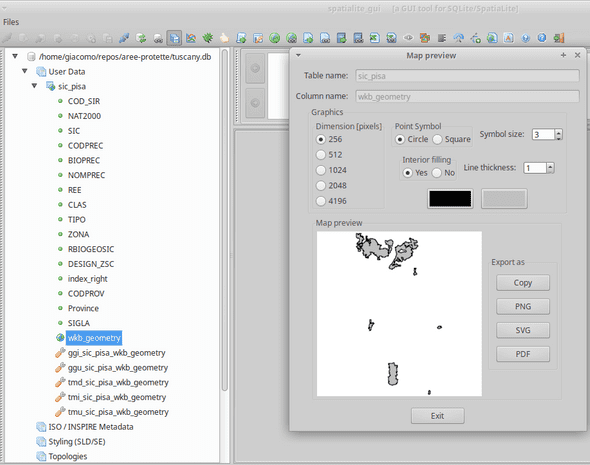 spatialite_gui    [a GUI tool for SQLite/SpatiaLite]
Files
/home/giacomo/repos/aree-protette/tuscany.db
User Data
sic_pisa
COD_SIR
NAT2000
SIC
CODPREC
BIOPREC
NOMPREC
REE
CLAS
TIPO
ZONA
RBIOGEOSIC
DESIGN_ZSC
index_right
CODPROV
Province
SIGLA
wkb_geometry
ggi_sic_pisa_wkb_geometry
ggu_sic_pisa_wkb_geometry
tmd_sic_pisa_wkb_geometry
tmi_sic_pisa_wkb_geometry
tmu_sic_pisa_wkb_geometry
ISO / INSPIRE Metadata
Styling (SLD/SE)
Topologies
Map preview
Table name: sic_pisa
Column name: wkb_geometry
Graphics
Dimension [pixels]
256
512
1024
2048
4196
Point Symbol
Circle Square
Symbol size: 3
Interior filling
Yes No
Line thickness: 1
Map preview
Export as
Copy
PNG
SVG
PDF
Exit